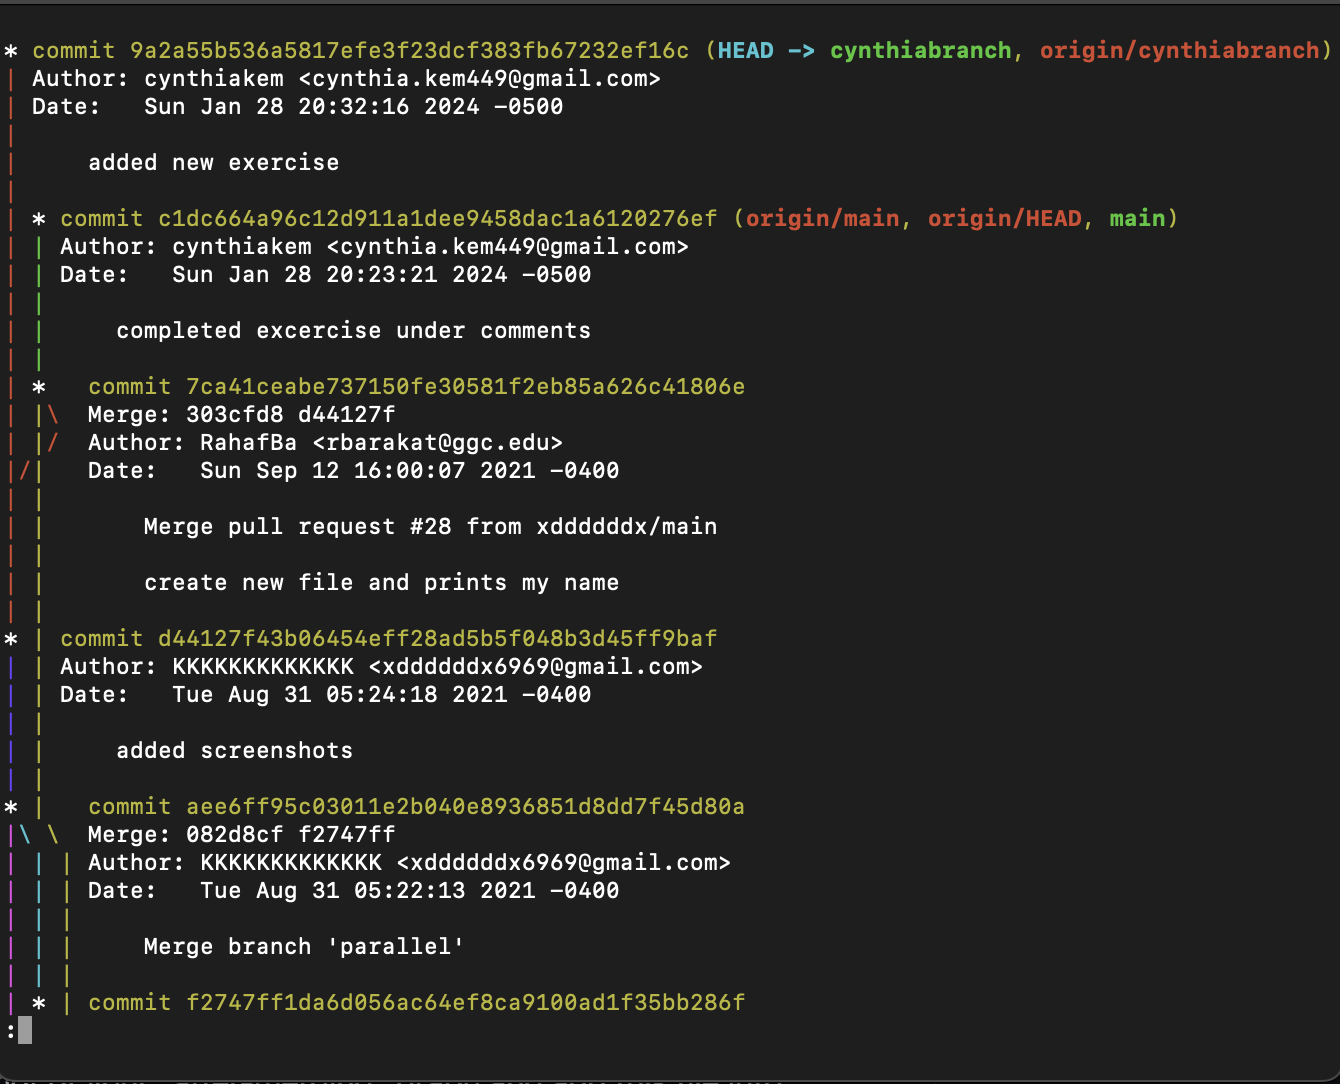 * commit 9a2a55b536a5817efe3f23dcf383fb67232ef16c (HEAD -> cynthiabranch, origin/cynthiabranch)
| Author: cynthiakem <cynthia.kem449@gmail.com>
| Date:   Sun Jan 28 20:32:16 2024 -0500
|
|     added new exercise
|
| * commit c1dc664a96c12d911a1dee9458dac1a6120276ef (origin/main, origin/HEAD, main)
| | Author: cynthiakem <cynthia.kem449@gmail.com>
| | Date:   Sun Jan 28 20:23:21 2024 -0500
| |
| |     completed excercise under comments
| |
| *   commit 7ca41ceabe737150fe30581f2eb85a626c41806e
| |\  Merge: 303cfd8 d44127f
| |/  Author: RahafBa <rbarakat@ggc.edu>
|/|   Date:   Sun Sep 12 16:00:07 2021 -0400
| |
| |       Merge pull request #28 from xddddddx/main
| |
| |       create new file and prints my name
| |
* | commit d44127f43b06454eff28ad5b5f048b3d45ff9baf
| | Author: KKKKKKKKKKKKK <xddddddx6969@gmail.com>
| | Date:   Tue Aug 31 05:24:18 2021 -0400
| |
| |     added screenshots
| |
* |   commit aee6ff95c03011e2b040e8936851d8dd7f45d80a
|\ \  Merge: 082d8cf f2747ff
| | | Author: KKKKKKKKKKKKK <xddddddx6969@gmail.com>
| | | Date:   Tue Aug 31 05:22:13 2021 -0400
| | |
| | |     Merge branch 'parallel'
| | |
| * | commit f2747ff1da6d056ac64ef8ca9100ad1f35bb286f
: